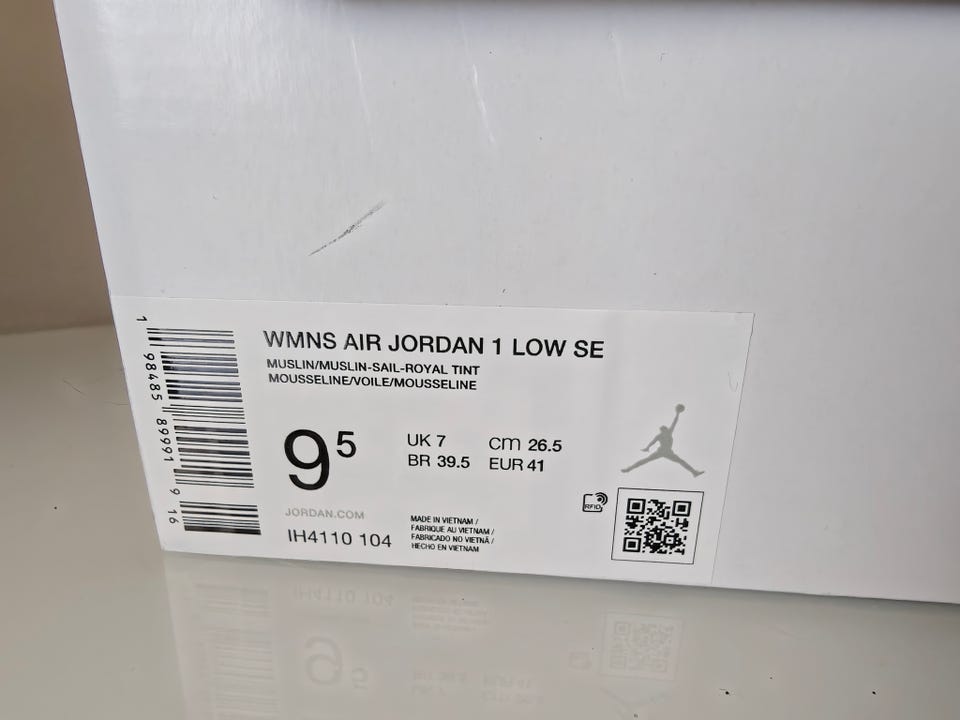 WMNS AIR JORDAN 1 LOW SE
MUSLIN/MUSLIN-SAIL-ROYAL TINT
MOUSSELINE/VOILE/MOUSSELINE
9⁵
UK 7 cm 26.5
BR 39.5 EUR 41
JORDAN.COM
IH4110 104
MADE IN VIETNAM /
FABRIQUE AU VIETNAM /
FABRICADO NO VIETNÃ /
HECHO EN VIETNAM
RFID
1 98485 89991 9 16